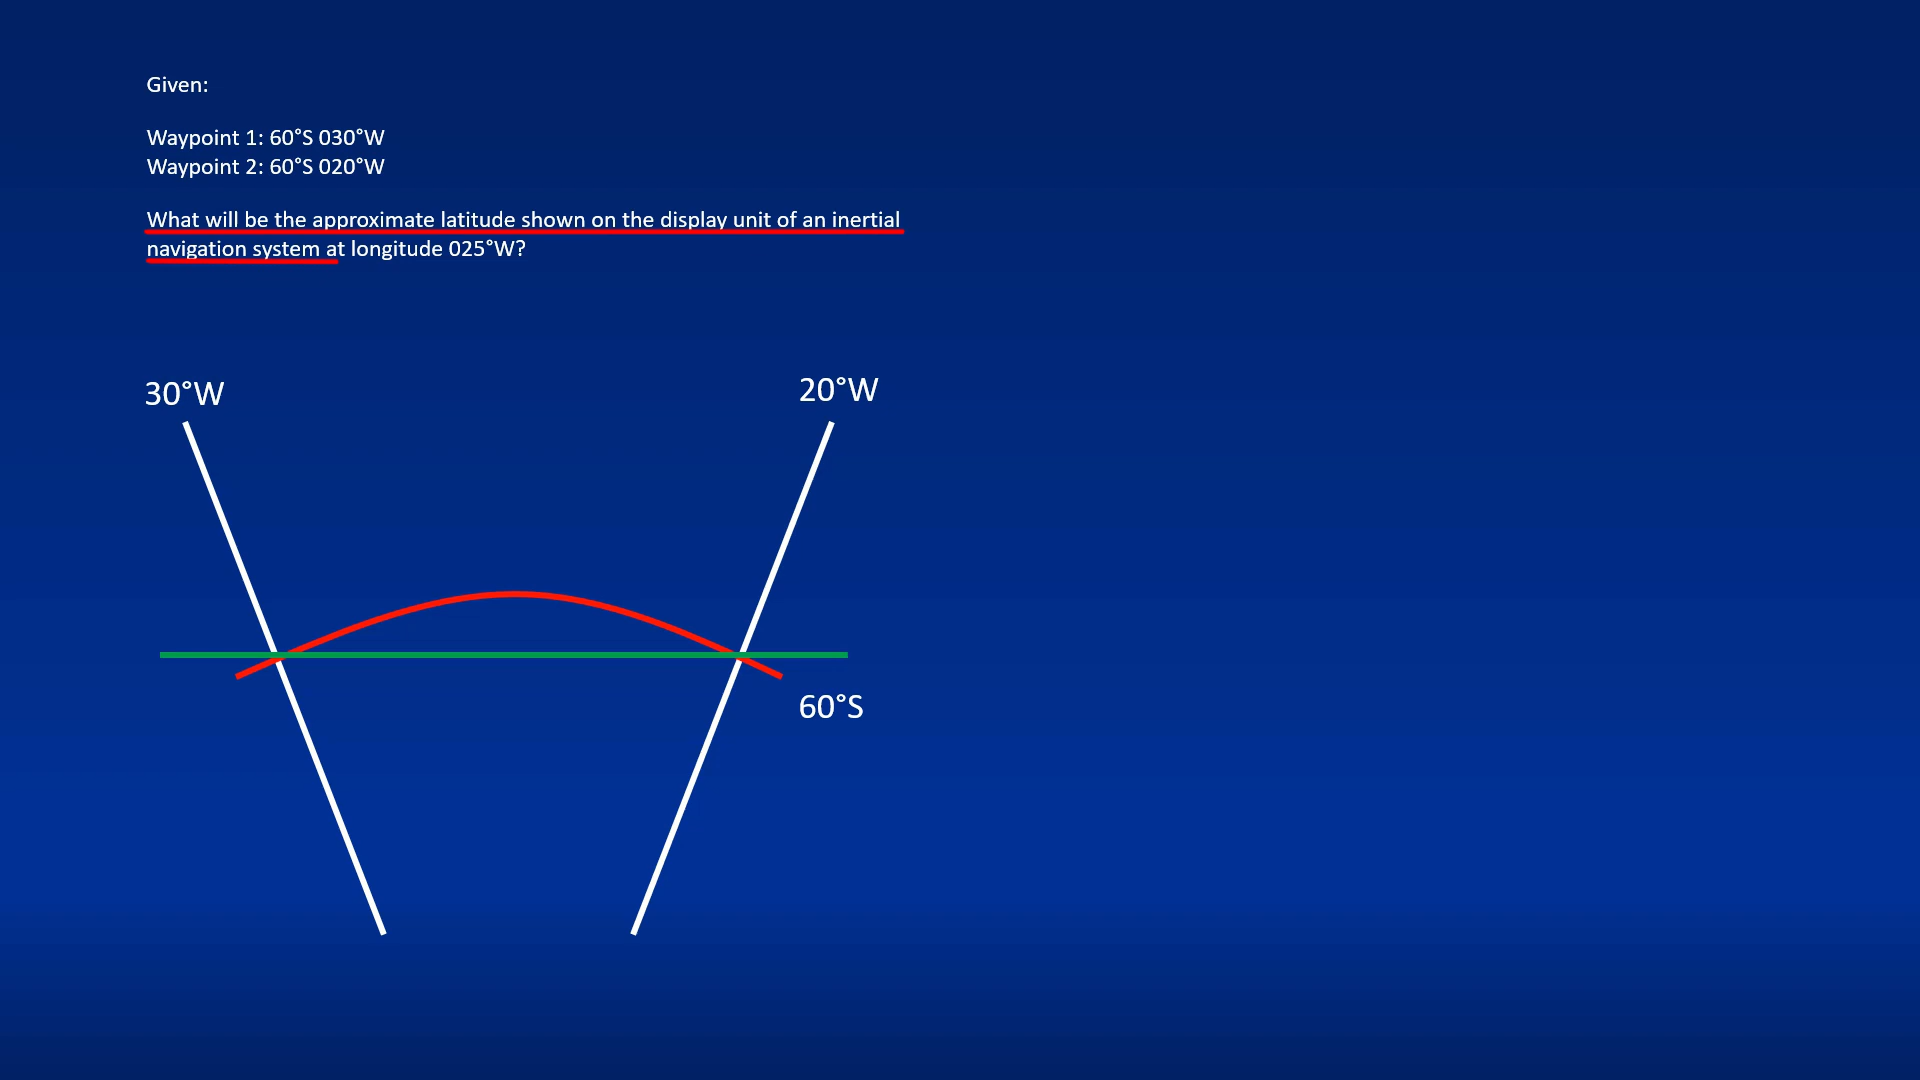 Given:
Waypoint 1: 60°S 030°W
Waypoint 2: 60°S 020°W
What will be the approximate latitude shown on the display unit of an inertial
navigation system at longitude 025°W?
30°W
20°W
60°S